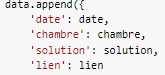 data.append({
'date': date,
'chambre': chambre,
'solution': solution,
'lien': lien